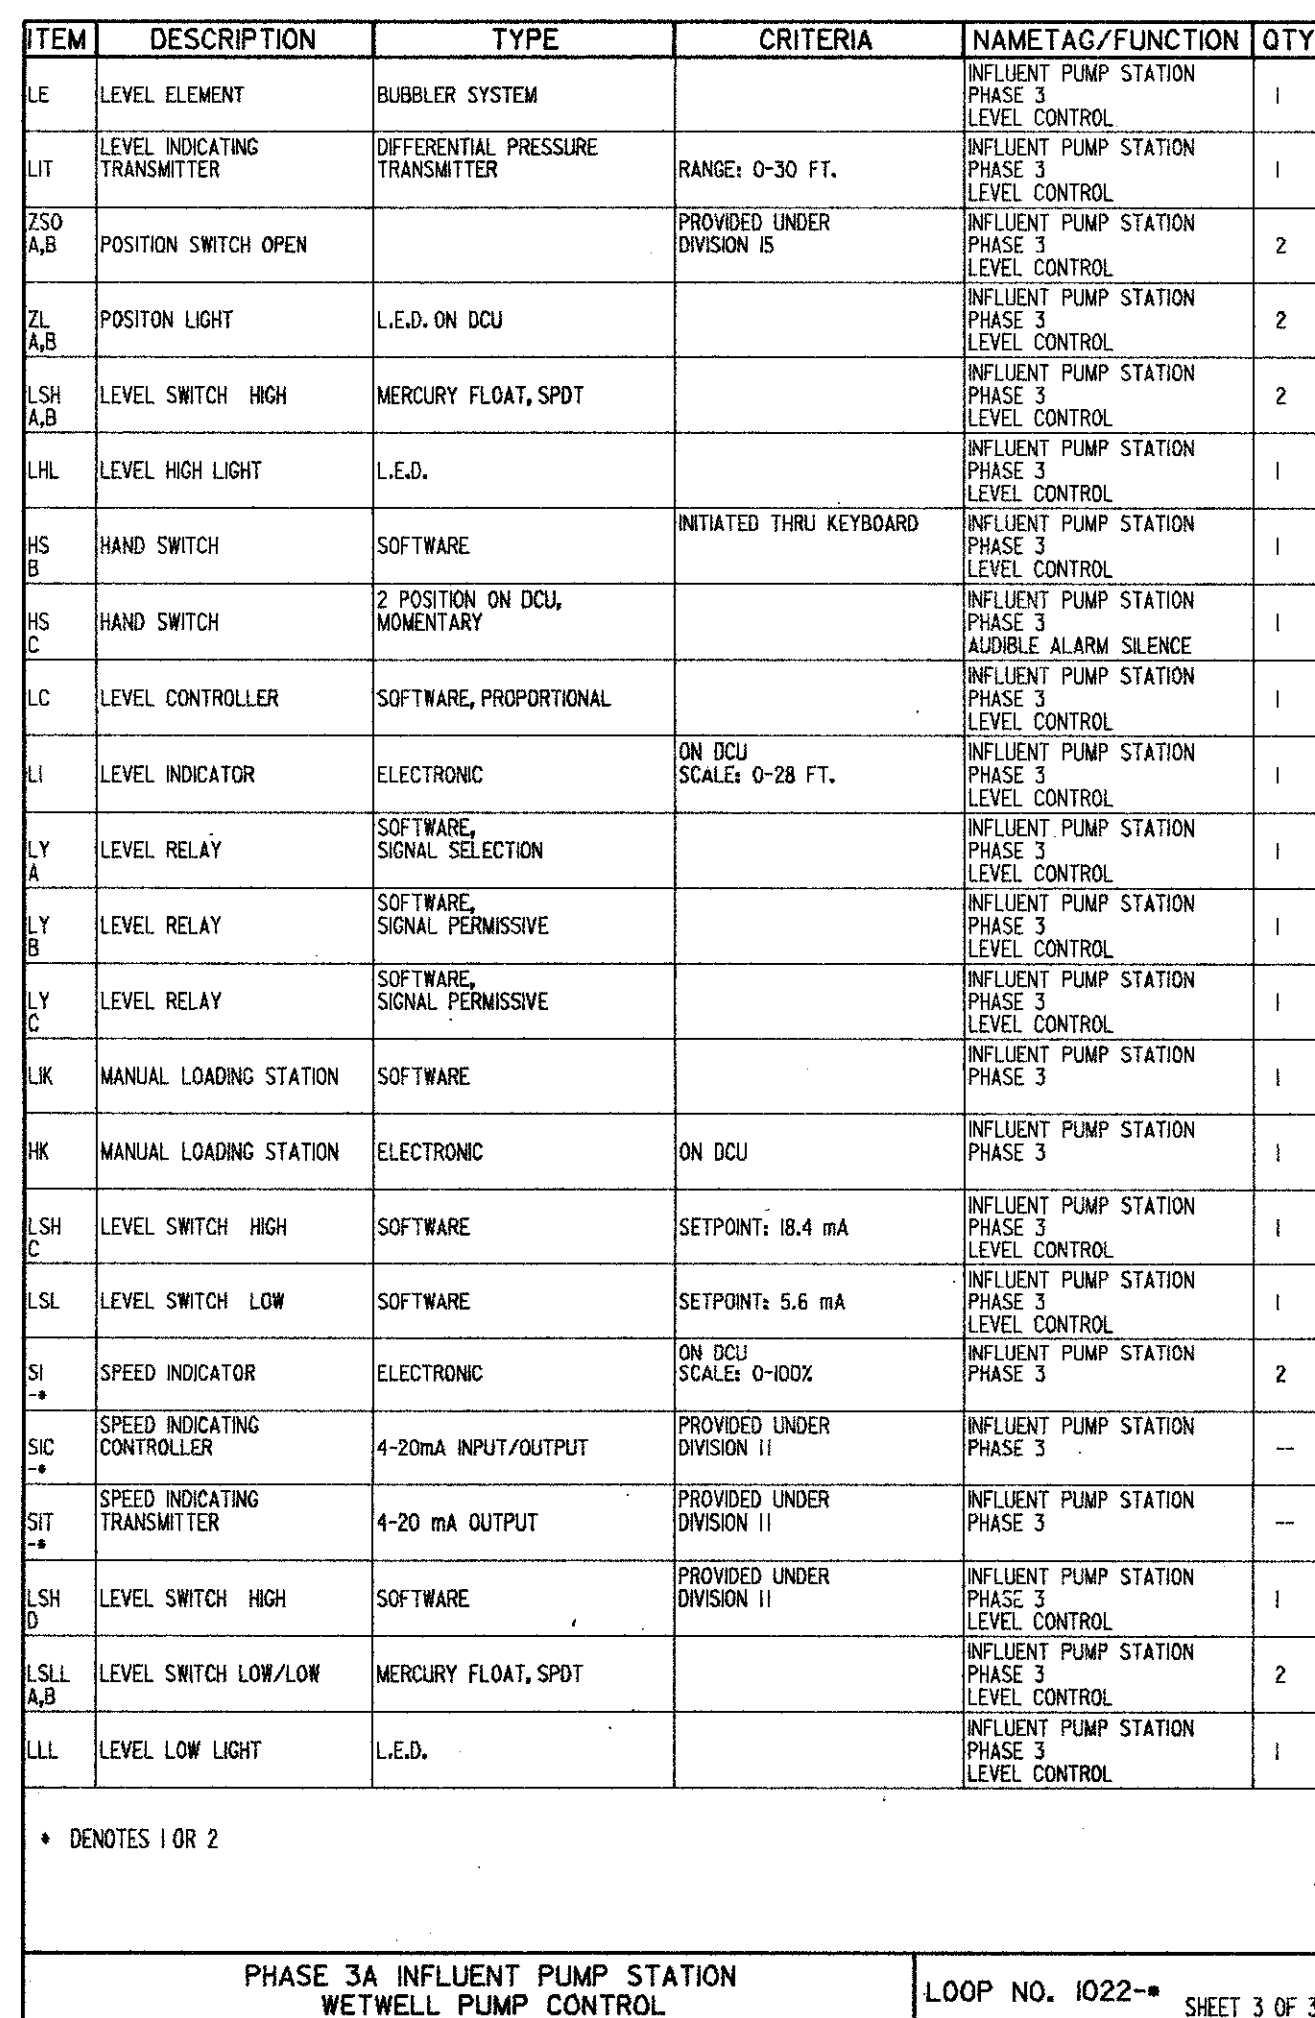 ITEM DESCRIPTION TYPE CRITERIA NAMETAG/FUNCTION QTY
LE LEVEL ELEMENT BUBBLER SYSTEM INFLUENT PUMP STATION PHASE 3 LEVEL CONTROL 1
LIT LEVEL INDICATING TRANSMITTER DIFFERENTIAL PRESSURE TRANSMITTER RANGE: 0-30 FT. INFLUENT PUMP STATION PHASE 3 LEVEL CONTROL 1
ZSO A,B POSITION SWITCH OPEN PROVIDED UNDER DIVISION 15 INFLUENT PUMP STATION PHASE 3 LEVEL CONTROL 2
ZL A,B POSITON LIGHT L.E.D. ON DCU INFLUENT PUMP STATION PHASE 3 LEVEL CONTROL 2
LSH A,B LEVEL SWITCH HIGH MERCURY FLOAT, SPDT INFLUENT PUMP STATION PHASE 3 LEVEL CONTROL 2
LHL LEVEL HIGH LIGHT L.E.D. INFLUENT PUMP STATION PHASE 3 LEVEL CONTROL 1
HS B HAND SWITCH SOFTWARE INITIATED THRU KEYBOARD INFLUENT PUMP STATION PHASE 3 LEVEL CONTROL 1
HS C HAND SWITCH 2 POSITION ON DCU, MOMENTARY INFLUENT PUMP STATION PHASE 3 AUDIBLE ALARM SILENCE 1
LC LEVEL CONTROLLER SOFTWARE, PROPORTIONAL INFLUENT PUMP STATION PHASE 3 LEVEL CONTROL 1
LI LEVEL INDICATOR ELECTRONIC ON DCU SCALE: 0-28 FT. INFLUENT PUMP STATION PHASE 3 LEVEL CONTROL 1
LY A LEVEL RELAY SOFTWARE, SIGNAL SELECTION INFLUENT PUMP STATION PHASE 3 LEVEL CONTROL 1
LY B LEVEL RELAY SOFTWARE, SIGNAL PERMISSIVE INFLUENT PUMP STATION PHASE 3 LEVEL CONTROL 1
LY C LEVEL RELAY SOFTWARE, SIGNAL PERMISSIVE INFLUENT PUMP STATION PHASE 3 LEVEL CONTROL 1
LIK MANUAL LOADING STATION SOFTWARE INFLUENT PUMP STATION PHASE 3 1
HK MANUAL LOADING STATION ELECTRONIC ON DCU INFLUENT PUMP STATION PHASE 3 1
LSH C LEVEL SWITCH HIGH SOFTWARE SETPOINT: 18.4 mA INFLUENT PUMP STATION PHASE 3 LEVEL CONTROL 1
LSL LEVEL SWITCH LOW SOFTWARE SETPOINT: 5.6 mA INFLUENT PUMP STATION PHASE 3 LEVEL CONTROL 1
SI -* SPEED INDICATOR ELECTRONIC ON DCU SCALE: 0-100% INFLUENT PUMP STATION PHASE 3 2
SIC -* SPEED INDICATING CONTROLLER 4-20mA INPUT/OUTPUT PROVIDED UNDER DIVISION 11 INFLUENT PUMP STATION PHASE 3 --
SIT -* SPEED INDICATING TRANSMITTER 4-20 mA OUTPUT PROVIDED UNDER DIVISION 11 INFLUENT PUMP STATION PHASE 3 --
LSH D LEVEL SWITCH HIGH SOFTWARE PROVIDED UNDER DIVISION 11 INFLUENT PUMP STATION PHASE 3 LEVEL CONTROL 1
LSLL A,B LEVEL SWITCH LOW/LOW MERCURY FLOAT, SPDT INFLUENT PUMP STATION PHASE 3 LEVEL CONTROL 2
LLL LEVEL LOW LIGHT L.E.D. INFLUENT PUMP STATION PHASE 3 LEVEL CONTROL 1
* DENOTES 1 OR 2
PHASE 3A INFLUENT PUMP STATION
WETWELL PUMP CONTROL
LOOP NO. 1022-*
SHEET 3 OF 3